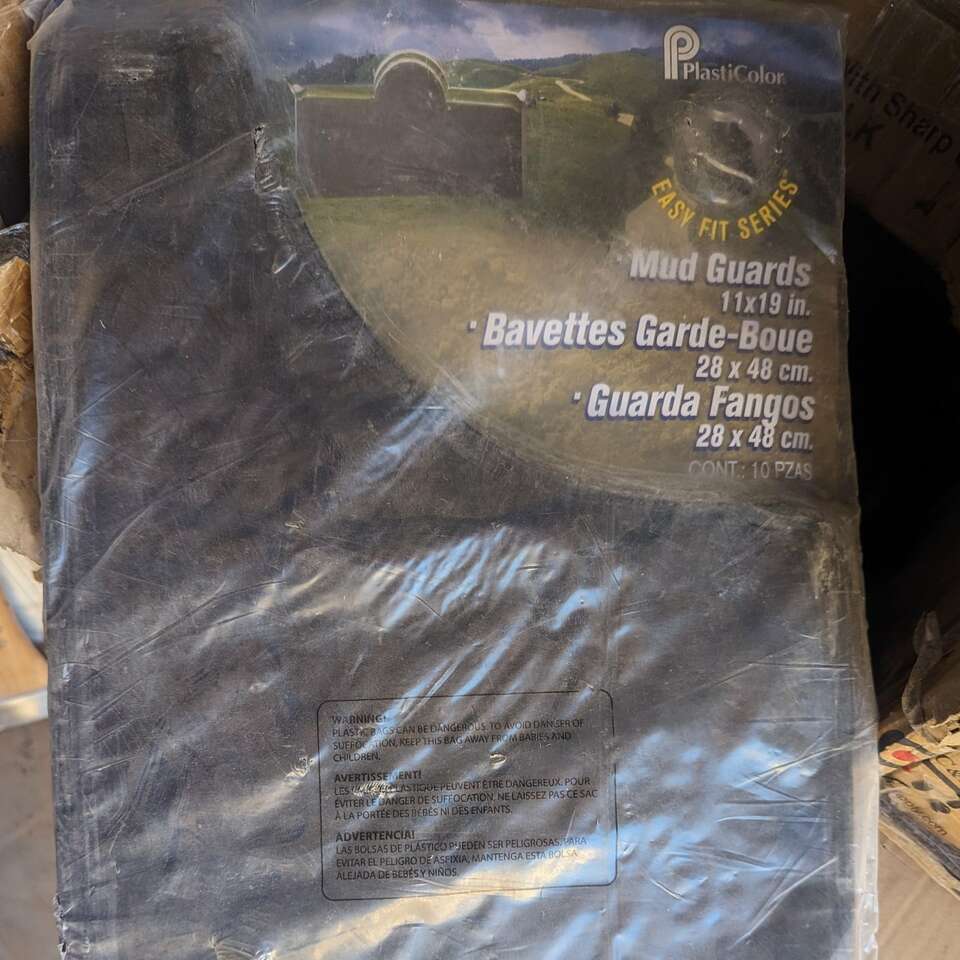 PlastiColor
EASY FIT SERIES™
Mud Guards
11x19 in.
· Bavettes Garde-Boue
28 x 48 cm.
· Guarda Fangos
28 x 48 cm.
CONT.: 10 PZAS
With Sharp
WARNING!
PLASTIC BAGS CAN BE DANGEROUS. TO AVOID DANGER OF
SUFFOCATION, KEEP THIS BAG AWAY FROM BABIES AND
CHILDREN.
AVERTISSEMENT!
LES PLASTIQUE PEUVENT ÊTRE DANGEREUX. POUR
ÉVITER LE DANGER DE SUFFOCATION. NE LAISSEZ PAS CE SAC
À LA PORTÉE DES BÉBÉS NI DES ENFANTS.
ADVERTENCIA!
LAS BOLSAS DE PLÁSTICO PUEDEN SER PELIGROSAS. PARA
EVITAR EL PELIGRO DE ASFIXIA, MANTENGA ESTA BOLSA
ALEJADA DE BEBÉS Y NIÑOS.